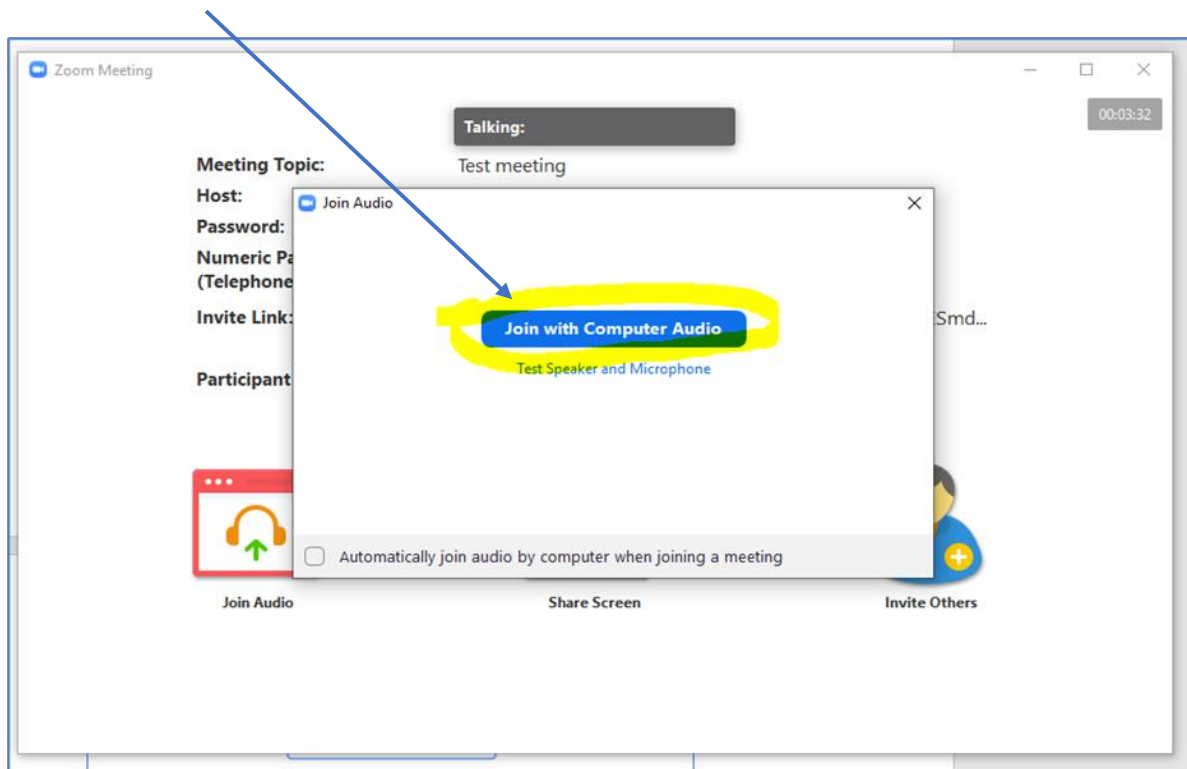 Zoom Meeting
00:03:32
Talking:
Meeting Topic: Test meeting
Host:
Join Audio
Password:
Numeric
(Telephone
Invite Link:
Join with Computer Audio
Smd...
Test Speaker and Microphone
Participant
Automatically join audio by computer when joining a meeting
Join Audio
Share Screen
Invite Others